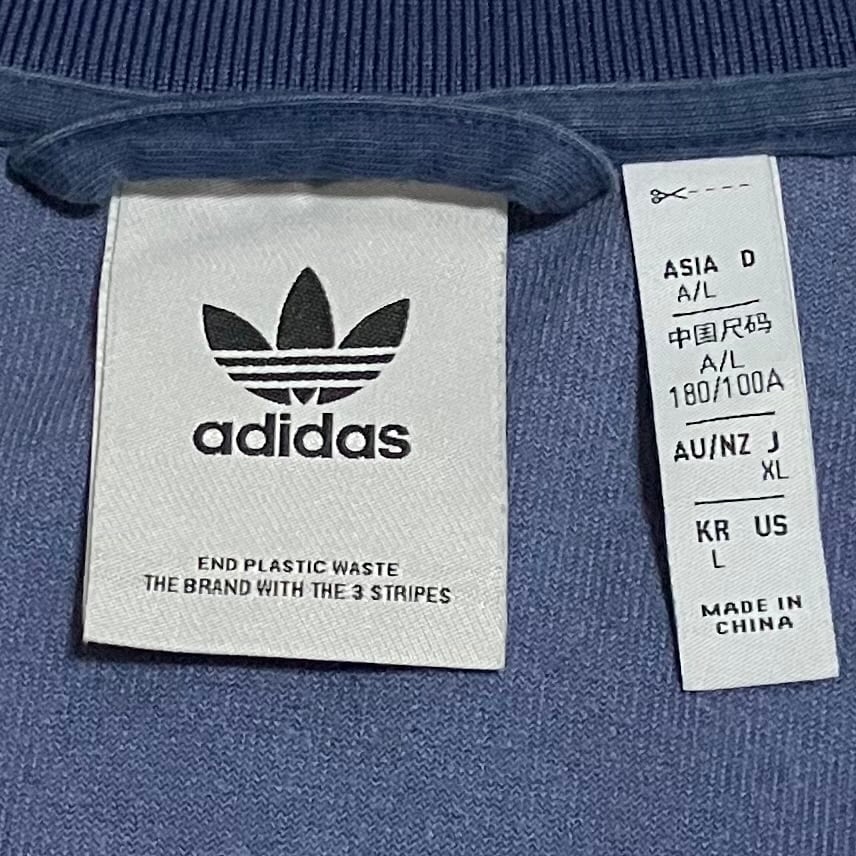 adidas
END PLASTIC WASTE
THE BRAND WITH THE 3 STRIPES
ASIA D
A/L
中国尺码
A/L
180/100A
AU/NZ J
XL
KR US
L
MADE IN
CHINA